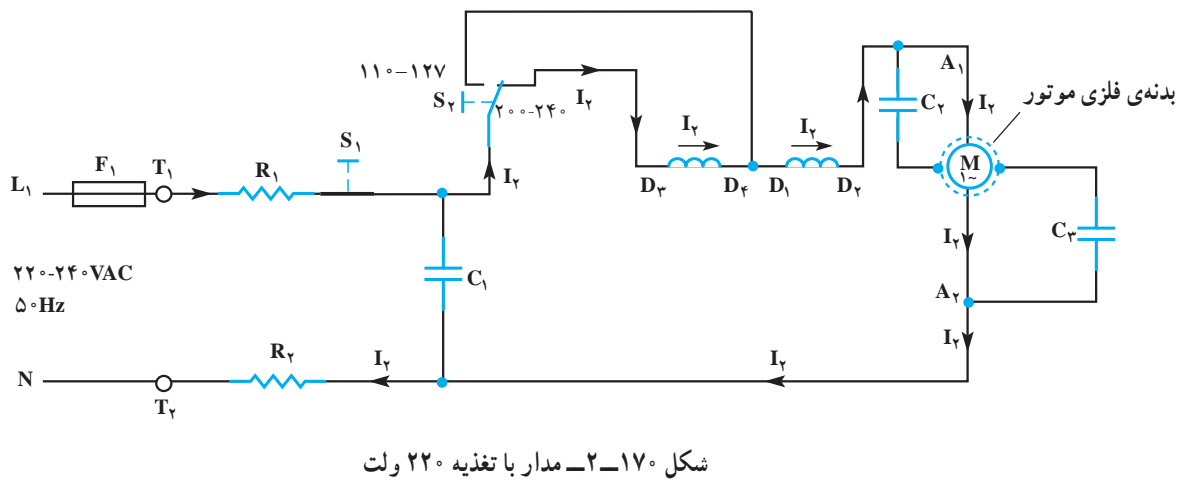 ۱۱۰–۱۲۷
S۲
۲۰۰-۲۴۰
I۲
I۲
I۲
I۲
D۳
D۴
D۱
D۲
C۲
A۱
I۲
بدنه‌ی فلزی موتور
M
۱~
C۳
I۲
A۲
I۲
L۱
F۱
T۱
R۱
S۱
C۱
۲۲۰-۲۴۰VAC
۵۰Hz
N
T۲
R۲
I۲
I۲
شکل ۱۷۰ــ۲ــ مدار با تغذیه ۲۲۰ ولت